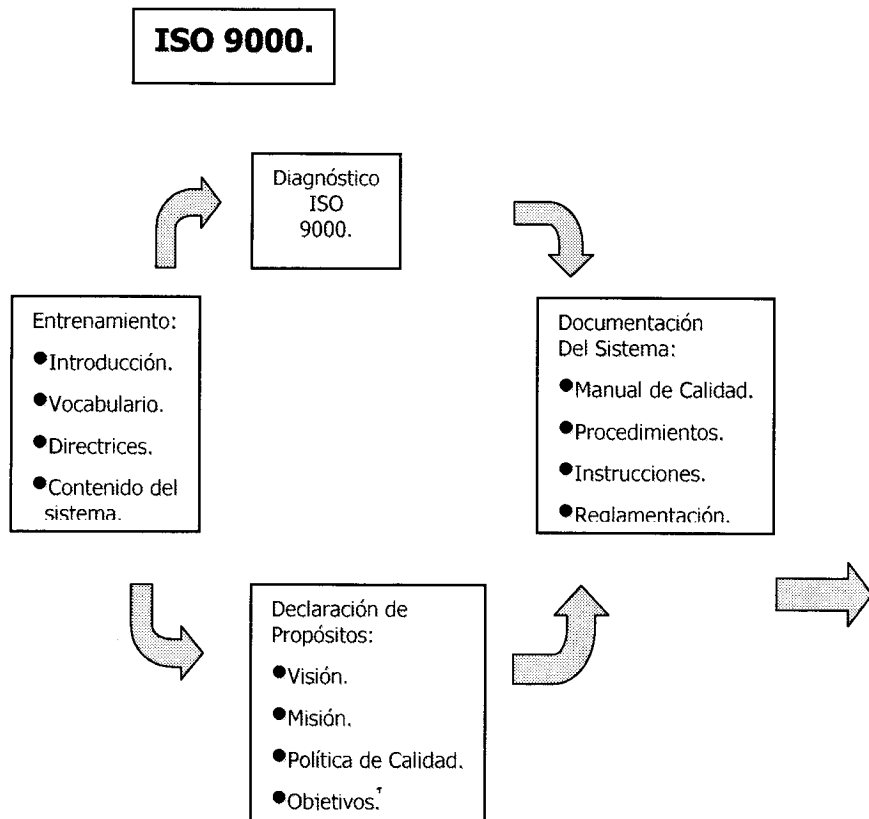 ISO 9000.
Diagnóstico
ISO
9000.
Entrenamiento:
●Introducción.
●Vocabulario.
●Directrices.
●Contenido del
sistema.
Documentación
Del Sistema:
●Manual de Calidad.
●Procedimientos.
●Instrucciones.
●Reglamentación.
Declaración de
Propósitos:
●Visión.
●Misión.
●Política de Calidad.
●Objetivos.